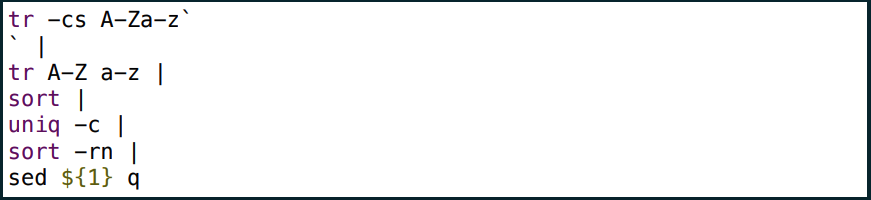 tr -cs A-Za-z`
` |
tr A-Z a-z |
sort |
uniq -c |
sort -rn |
sed ${1} q